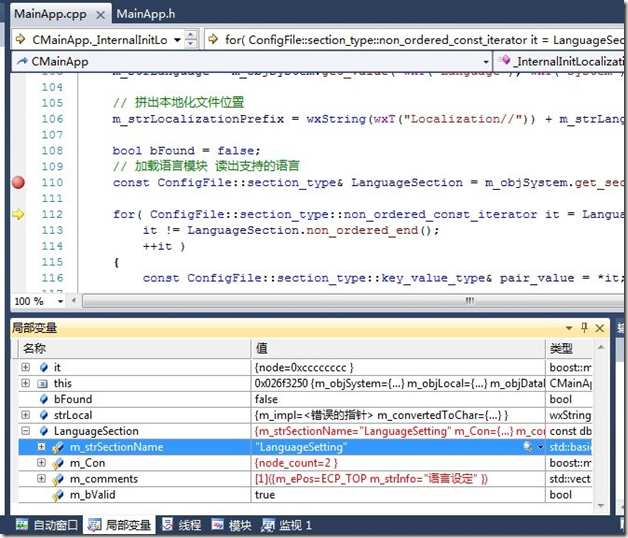 MainApp.cpp MainApp.h
CMainApp._InternalInitLo for( ConfigFile::section_type::non_ordered_const_iterator it = LanguageSec
CMainApp _InternalInitLocalization
104
105 // 拼出本地化文件位置
106 m_strLocalizationPrefix = wxString(wxT("Localization//")) + m_strLang
107
108 bool bFound = false;
109 // 加载语言模块 读出支持的语言
110 const ConfigFile::section_type& LanguageSection = m_objSystem.get_sec
111
112 for( ConfigFile::section_type::non_ordered_const_iterator it = Langua
113 it != LanguageSection.non_ordered_end();
114 ++it )
115 {
116 const ConfigFile::section_type::key_value_type& pair_value = *it;
100 %
局部变量
名称 值 类型
it {node=0xcccccccc } boost::m
this 0x026f3250 {m_objSystem={...} m_objLocal={...} m_objDatal CMainApp
bFound false bool
strLocal {m_impl=<错误的指针> m_convertedToChar={...} } wxString
LanguageSection {m_strSectionName="LanguageSetting" m_Con={...} m_con const db
m_strSectionName "LanguageSetting" std::basic
m_Con {node_count=2 } boost::m
m_comments [1]({m_ePos=ECP_TOP m_strInfo="语言设定" }) std::vect
m_bValid true bool
自动窗口 局部变量 线程 模块 监视 1